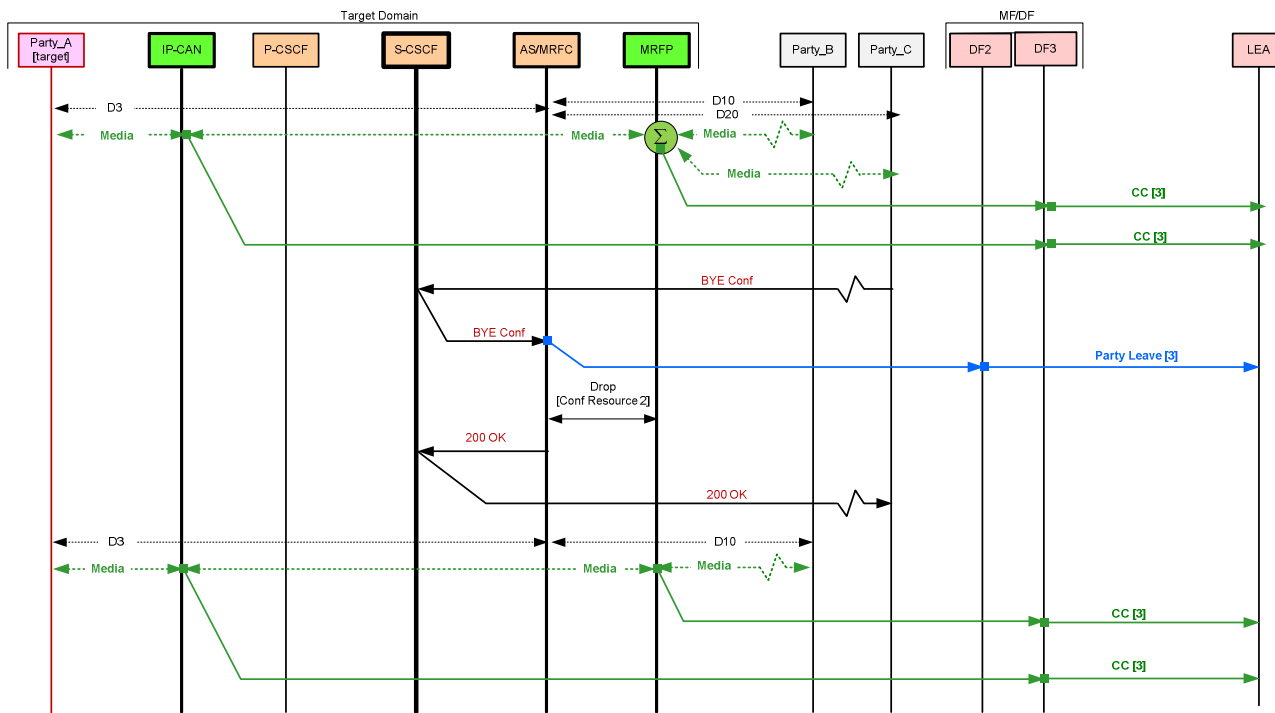 Target Domain
MF/DF
Party_A
[target]
IP-CAN
P-CSCF
S-CSCF
AS/MRFC
MRFP
Party_B
Party_C
DF2
DF3
LEA
D3
D10
D20
Media
Media
Σ
Media
Media
CC [3]
CC [3]
BYE Conf
BYE Conf
Party Leave [3]
Drop
[Conf Resource 2]
200 OK
200 OK
D3
D10
Media
Media
Media
CC [3]
CC [3]